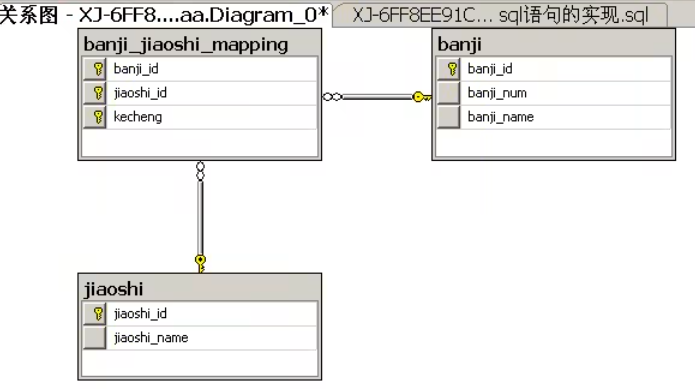 关系图 - XJ-6FF8....aa.Diagram_0*
XJ-6FF8EE91C... sql语句的实现.sql
banji_jiaoshi_mapping
banji_id
jiaoshi_id
kecheng
banji
banji_id
banji_num
banji_name
jiaoshi
jiaoshi_id
jiaoshi_name